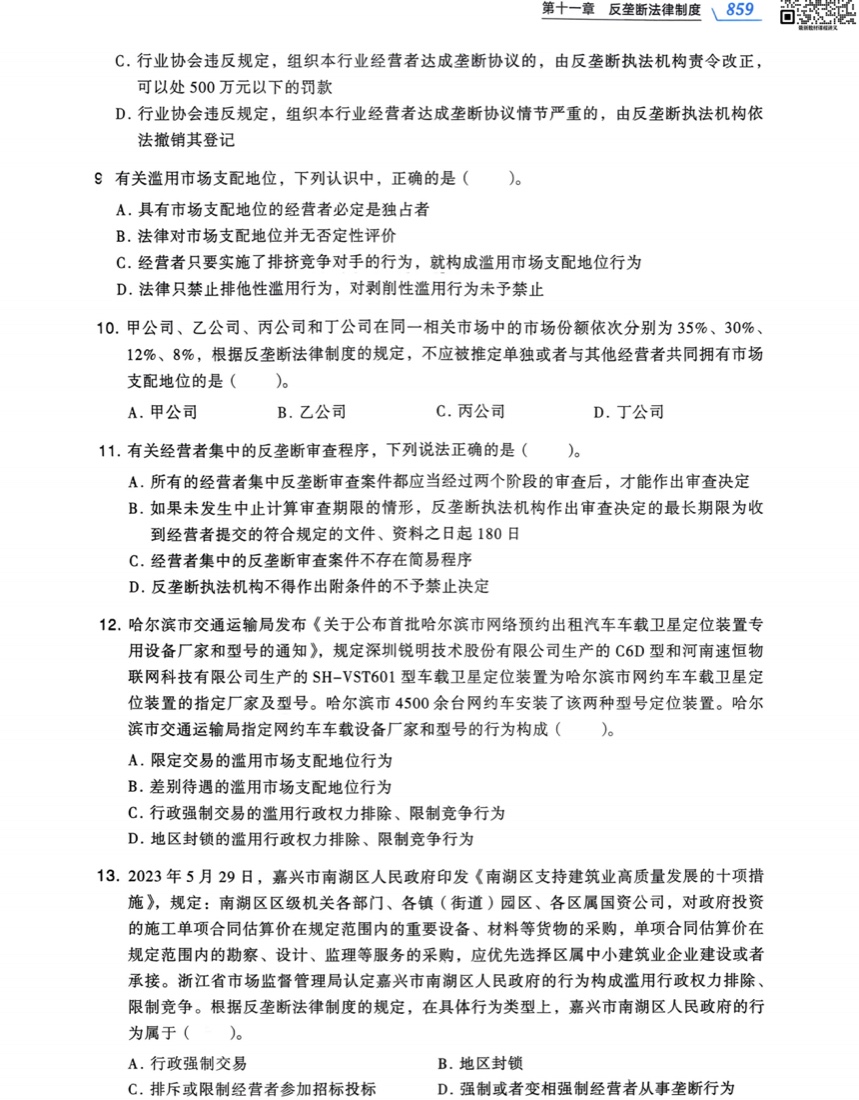 第十一章 反垄断法律制度 859
C. 行业协会违反规定，组织本行业经营者达成垄断协议的，由反垄断执法机构责令改正，
可以处 500 万元以下的罚款
D. 行业协会违反规定，组织本行业经营者达成垄断协议情节严重的，由反垄断执法机构依
法撤销其登记
9 有关滥用市场支配地位，下列认识中，正确的是（ ）。
A. 具有市场支配地位的经营者必定是独占者
B. 法律对市场支配地位并无否定性评价
C. 经营者只要实施了排挤竞争对手的行为，就构成滥用市场支配地位行为
D. 法律只禁止排他性滥用行为，对剥削性滥用行为未予禁止
10. 甲公司、乙公司、丙公司和丁公司在同一相关市场中的市场份额依次分别为 35%、30%、
12%、8%，根据反垄断法律制度的规定，不应被推定单独或者与其他经营者共同拥有市场
支配地位的是（ ）。
A. 甲公司 B. 乙公司 C. 丙公司 D. 丁公司
11. 有关经营者集中的反垄断审查程序，下列说法正确的是（ ）。
A. 所有的经营者集中反垄断审查案件都应当经过两个阶段的审查后，才能作出审查决定
B. 如果未发生中止计算审查期限的情形，反垄断执法机构作出审查决定的最长期限为收
到经营者提交的符合规定的文件、资料之日起 180 日
C. 经营者集中的反垄断审查案件不存在简易程序
D. 反垄断执法机构不得作出附条件的不予禁止决定
12. 哈尔滨市交通运输局发布《关于公布首批哈尔滨市网络预约出租汽车车载卫星定位装置专
用设备厂家和型号的通知》，规定深圳锐明技术股份有限公司生产的 C6D 型和河南速恒物
联网科技有限公司生产的 SH-VST601 型车载卫星定位装置为哈尔滨市网约车车载卫星定
位装置的指定厂家及型号。哈尔滨市 4500 余台网约车安装了该两种型号定位装置。哈尔
滨市交通运输局指定网约车车载设备厂家和型号的行为构成（ ）。
A. 限定交易的滥用市场支配地位行为
B. 差别待遇的滥用市场支配地位行为
C. 行政强制交易的滥用行政权力排除、限制竞争行为
D. 地区封锁的滥用行政权力排除、限制竞争行为
13. 2023 年 5 月 29 日，嘉兴市南湖区人民政府印发《南湖区支持建筑业高质量发展的十项措
施》，规定：南湖区区级机关各部门、各镇（街道）园区、各区属国资公司，对政府投资
的施工单项合同估算价在规定范围内的重要设备、材料等货物的采购，单项合同估算价在
规定范围内的勘察、设计、监理等服务的采购，应优先选择区属中小建筑业企业建设或者
承接。浙江省市场监督管理局认定嘉兴市南湖区人民政府的行为构成滥用行政权力排除、
限制竞争。根据反垄断法律制度的规定，在具体行为类型上，嘉兴市南湖区人民政府的行
为属于（ ）。
A. 行政强制交易 B. 地区封锁
C. 排斥或限制经营者参加招标投标 D. 强制或者变相强制经营者从事垄断行为